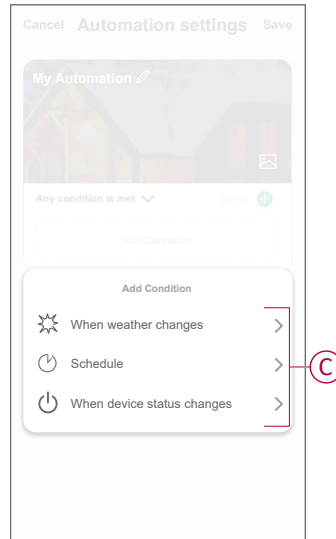 Cancel Automation settings Save
My Automation
Any condition is met (0/10)
Add Condition
Add Condition
When weather changes
Schedule
When device status changes
C